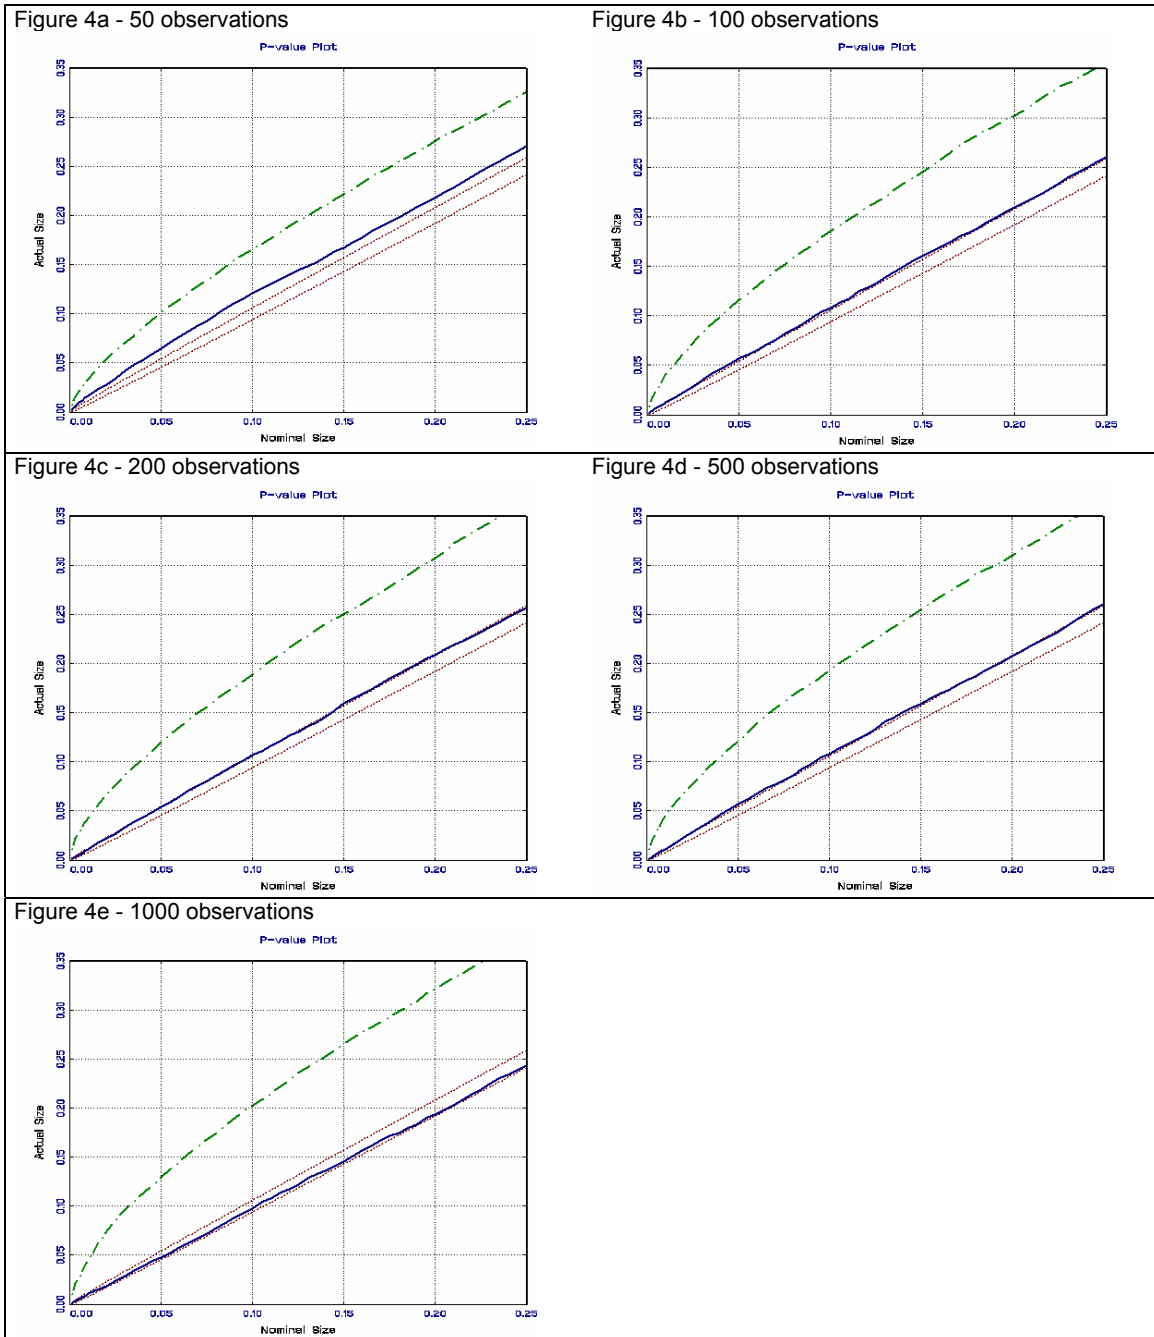 Figure 4a - 50 observations
P-value Plot
0.35
0.30
0.25
0.20
0.15
0.10
0.05
0.00
Actual Size
0.00 0.05 0.10 0.15 0.20 0.25
Nominal Size
Figure 4b - 100 observations
P-value Plot
0.35
0.30
0.25
0.20
0.15
0.10
0.05
0.00
Actual Size
0.00 0.05 0.10 0.15 0.20 0.25
Nominal Size
Figure 4c - 200 observations
P-value Plot
0.35
0.30
0.25
0.20
0.15
0.10
0.05
0.00
Actual Size
0.00 0.05 0.10 0.15 0.20 0.25
Nominal Size
Figure 4d - 500 observations
P-value Plot
0.35
0.30
0.25
0.20
0.15
0.10
0.05
0.00
Actual Size
0.00 0.05 0.10 0.15 0.20 0.25
Nominal Size
Figure 4e - 1000 observations
P-value Plot
0.35
0.30
0.25
0.20
0.15
0.10
0.05
0.00
Actual Size
0.00 0.05 0.10 0.15 0.20 0.25
Nominal Size